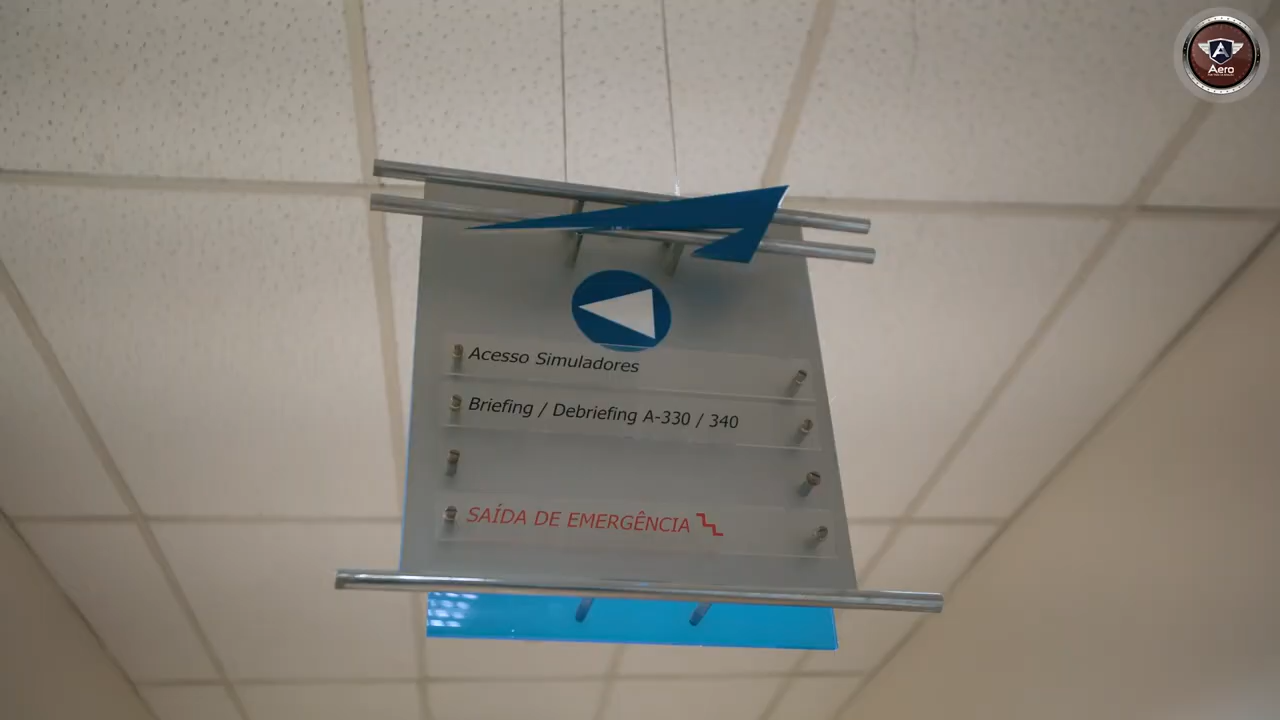 Aero
Acesso Simuladores
Briefing / Debriefing A-330 / 340
SAÍDA DE EMERGÊNCIA